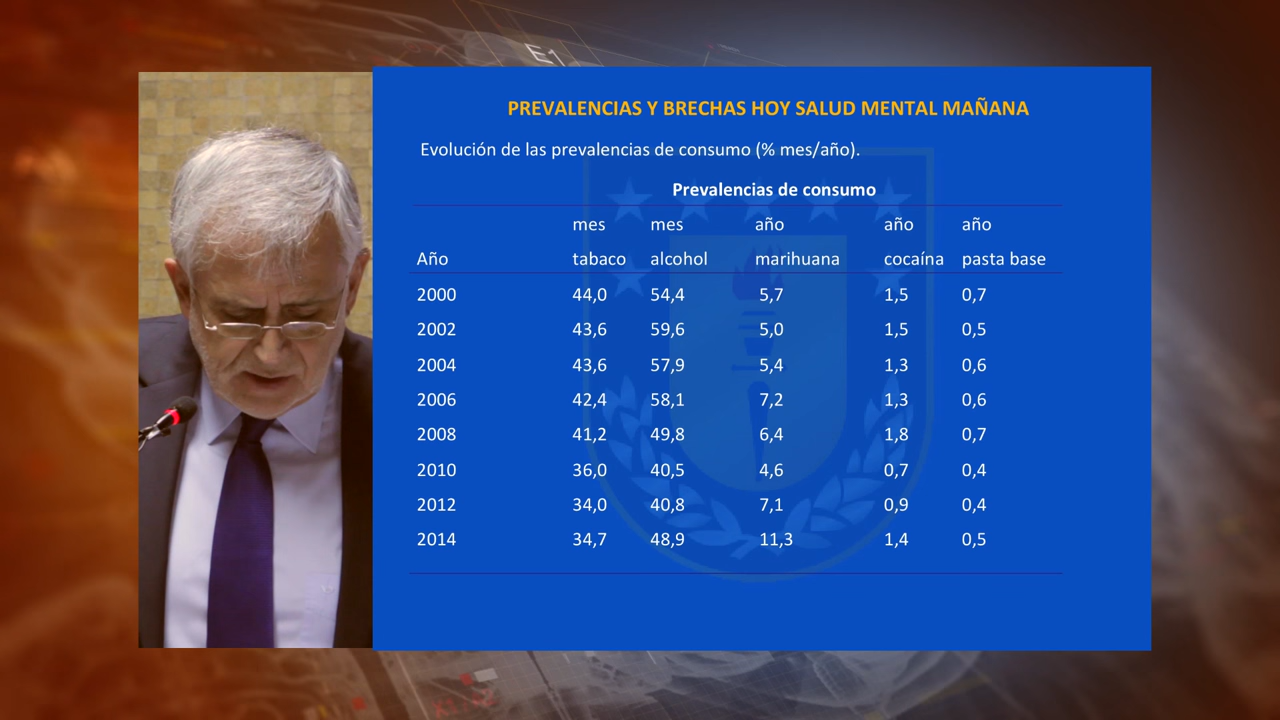 E1
PREVALENCIAS Y BRECHAS HOY SALUD MENTAL MAÑANA
Evolución de las prevalencias de consumo (% mes/año).
Prevalencias de consumo
mes mes año año año
Año tabaco alcohol marihuana cocaína pasta base
2000 44,0 54,4 5,7 1,5 0,7
2002 43,6 59,6 5,0 1,5 0,5
2004 43,6 57,9 5,4 1,3 0,6
2006 42,4 58,1 7,2 1,3 0,6
2008 41,2 49,8 6,4 1,8 0,7
2010 36,0 40,5 4,6 0,7 0,4
2012 34,0 40,8 7,1 0,9 0,4
2014 34,7 48,9 11,3 1,4 0,5